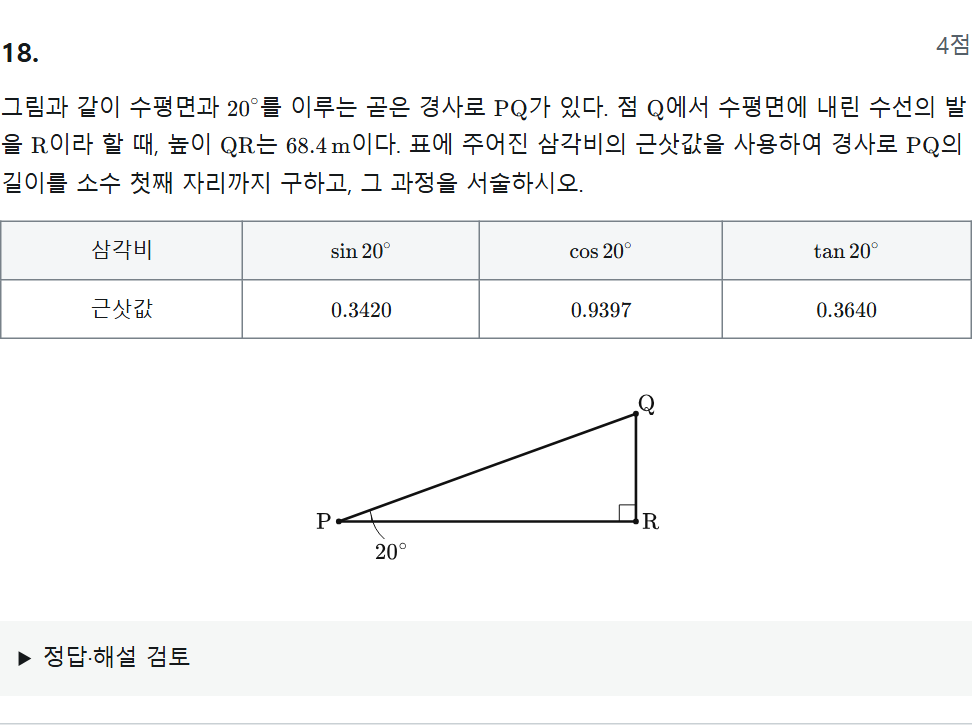 18.
4점
그림과 같이 수평면과 20°를 이루는 곧은 경사로 PQ가 있다. 점 Q에서 수평면에 내린 수선의 발
을 R이라 할 때, 높이 QR는 68.4 m이다. 표에 주어진 삼각비의 근삿값을 사용하여 경사로 PQ의
길이를 소수 첫째 자리까지 구하고, 그 과정을 서술하시오.
삼각비 sin 20° cos 20° tan 20°
근삿값 0.3420 0.9397 0.3640
Q
P R
20°
▶ 정답·해설 검토